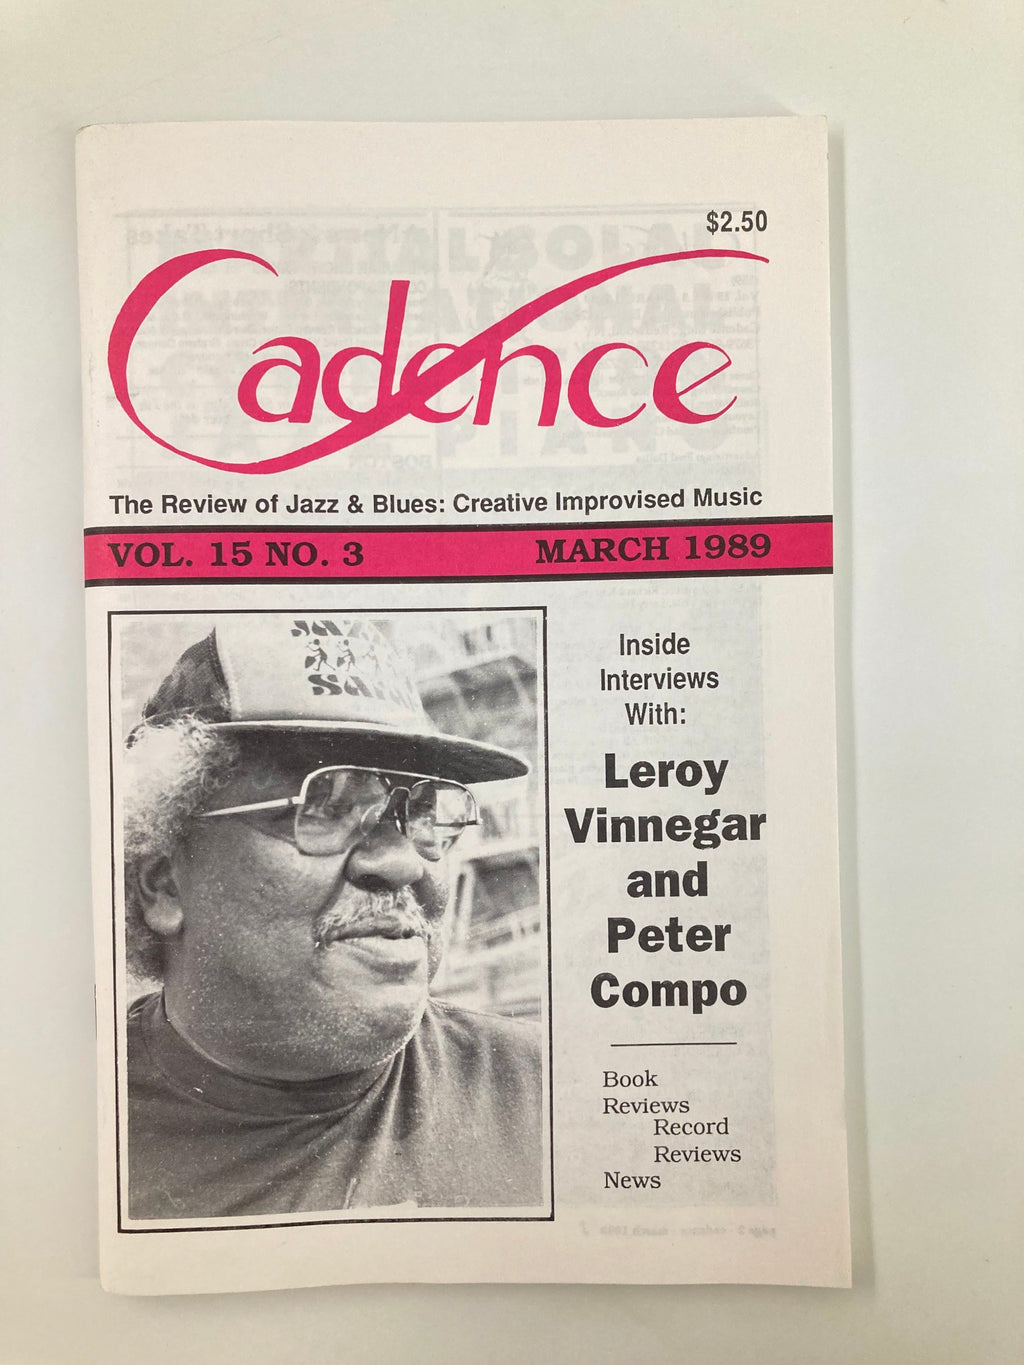 $2.50
Cadence
The Review of Jazz & Blues: Creative Improvised Music
VOL. 15 NO. 3 MARCH 1989
Inside
Interviews
With:
Leroy
Vinnegar
and
Peter
Compo
Book
Reviews
Record
Reviews
News